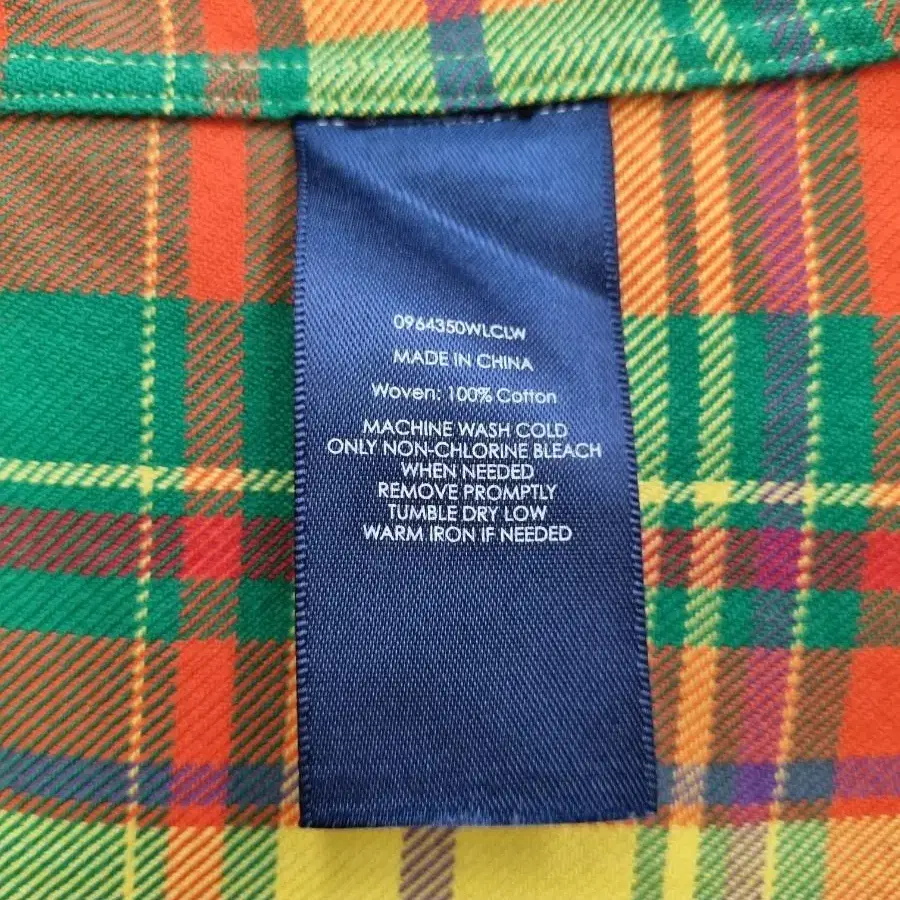 0964350WLCLW
MADE IN CHINA
Woven: 100% Cotton
MACHINE WASH COLD
ONLY NON-CHLORINE BLEACH
WHEN NEEDED
REMOVE PROMPTLY
TUMBLE DRY LOW
WARM IRON IF NEEDED